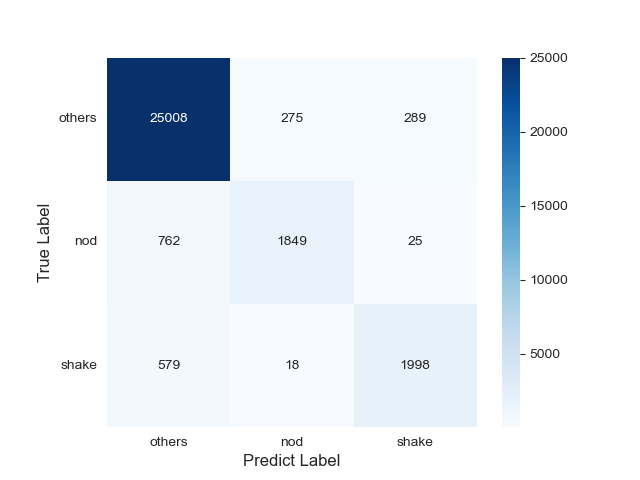 25000
others 25008 275 289
20000
15000
nod 762 1849 25
True Label
10000
5000
shake 579 18 1998
others nod shake
Predict Label